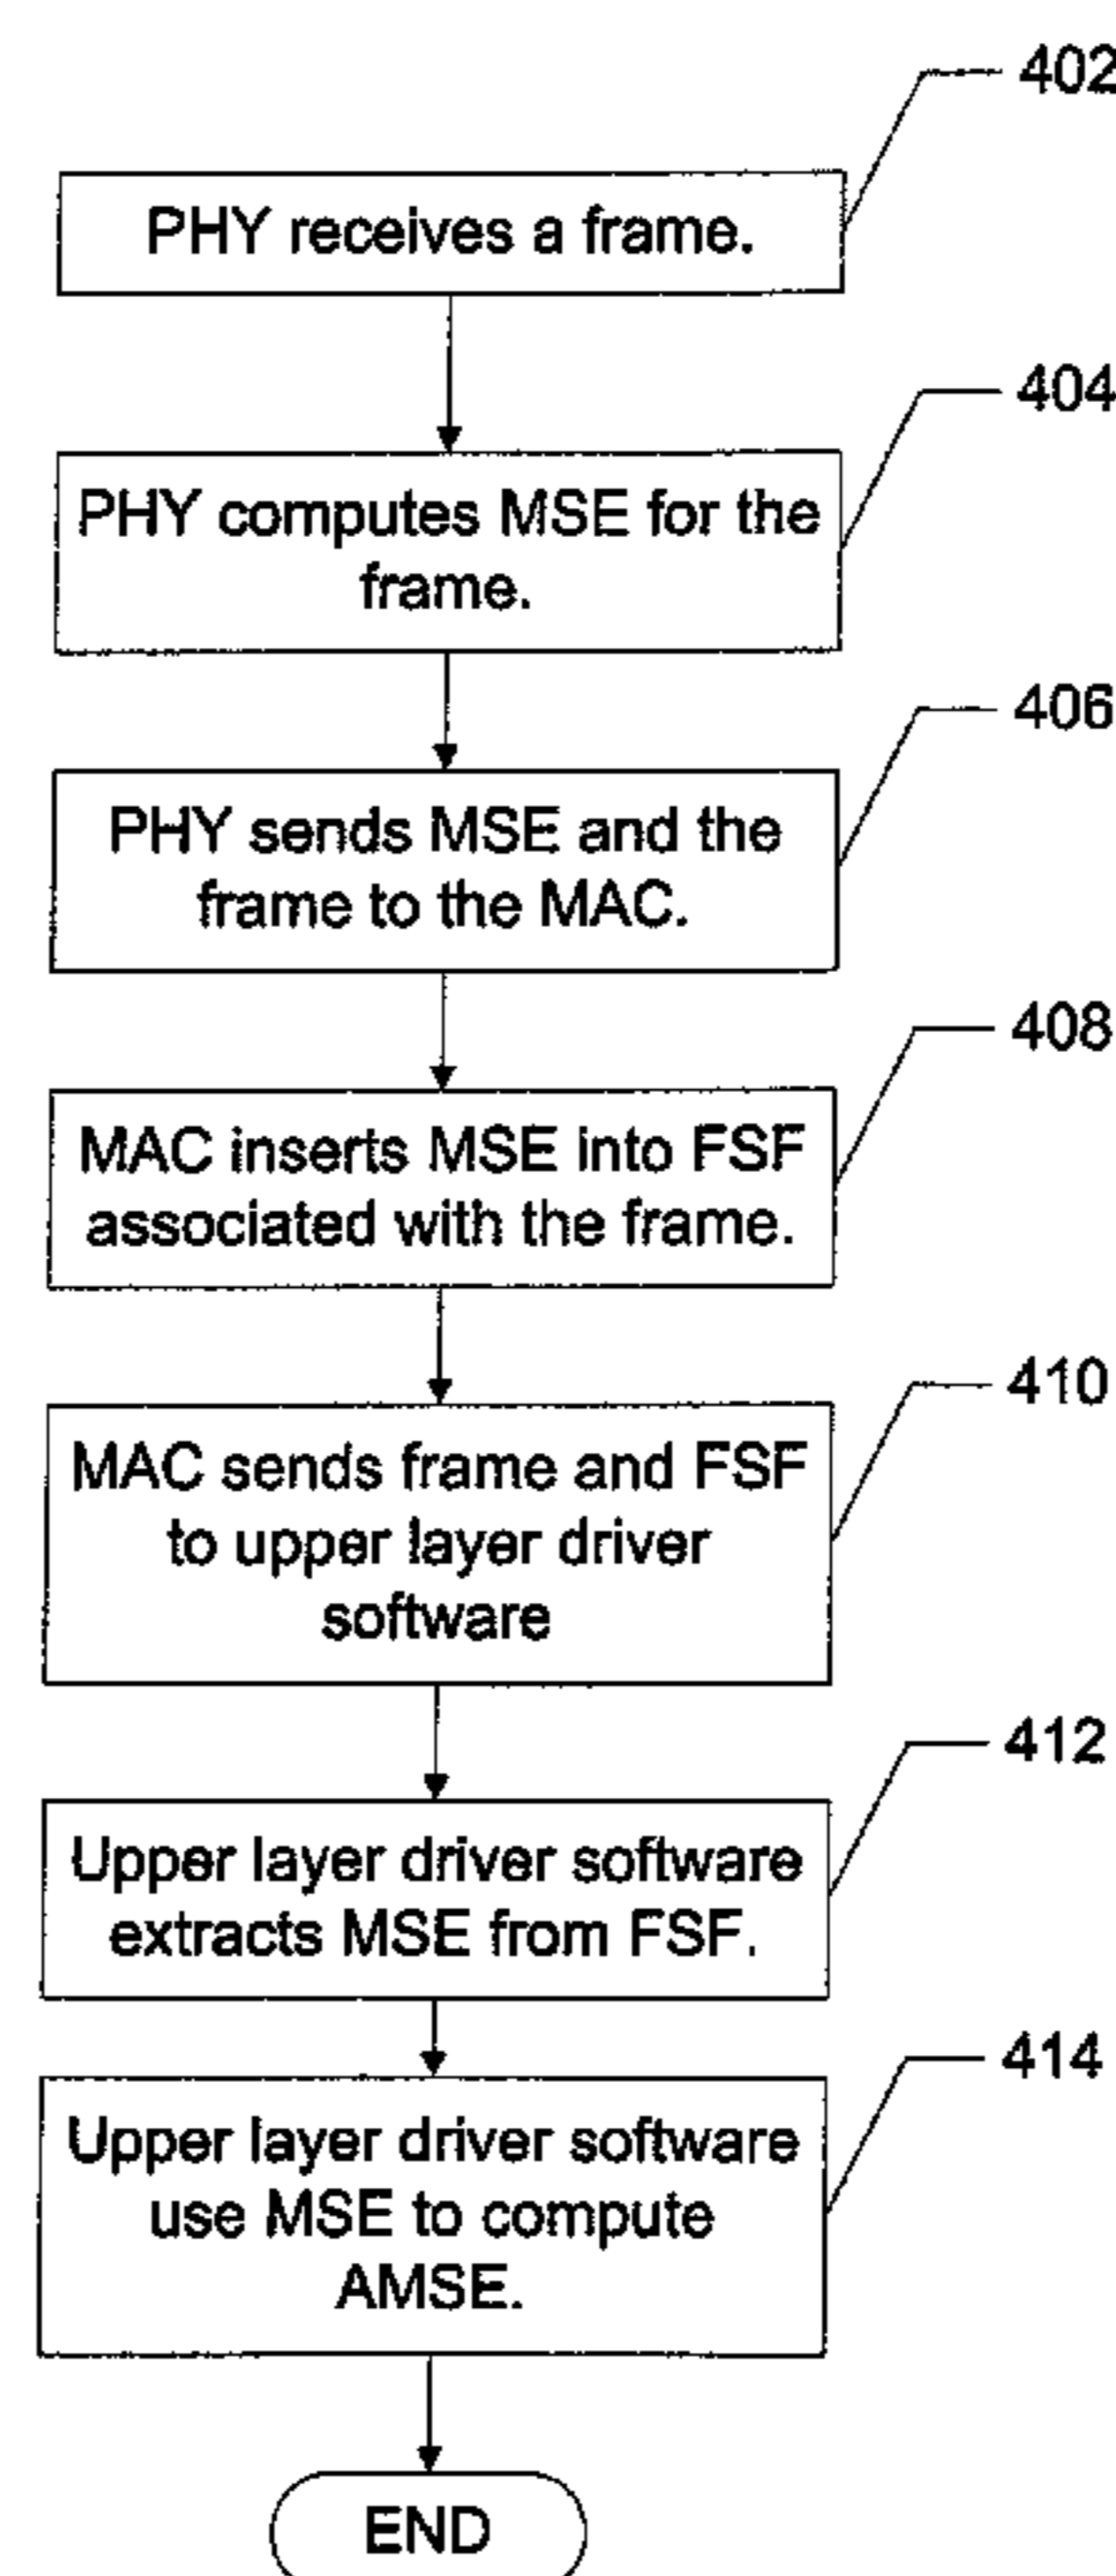 402
PHY receives a frame.
404
PHY computes MSE for the
frame.
406
PHY sends MSE and the
frame to the MAC.
408
MAC inserts MSE into FSF
associated with the frame.
410
MAC sends frame and FSF
to upper layer driver
software
412
Upper layer driver software
extracts MSE from FSF.
414
Upper layer driver software
use MSE to compute
AMSE.
END